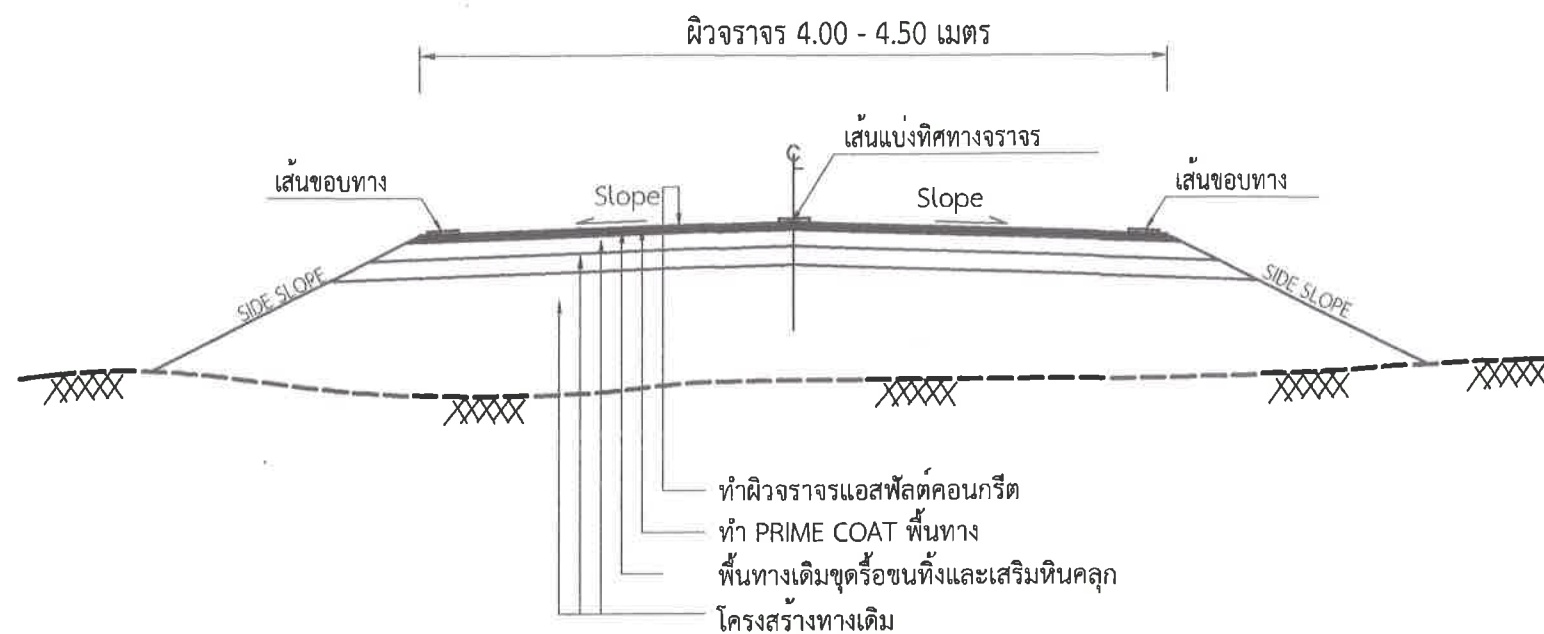 ผิวจราจร 4.00 - 4.50 เมตร
เส้นแบ่งทิศทางจราจร
℄
เส้นขอบทาง
Slope
Slope
เส้นขอบทาง
SIDE SLOPE
SIDE SLOPE
ทำผิวจราจรแอสฟัลต์คอนกรีต
ทำ PRIME COAT พื้นทาง
พื้นทางเดิมขุดรื้อขนทิ้งและเสริมหินคลุก
โครงสร้างทางเดิม